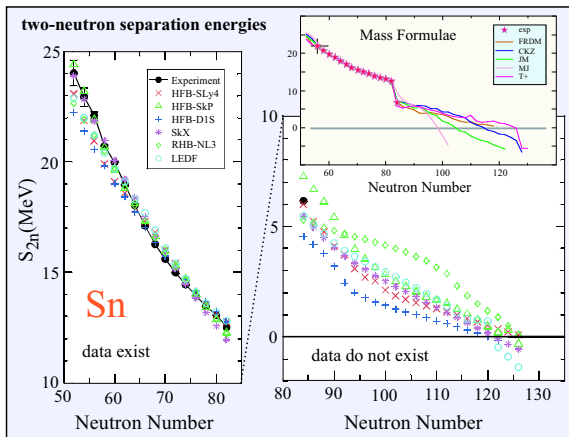 two-neutron separation energies
25
20
15
10
S2n(MeV)
Experiment
HFB-SLy4
HFB-SkP
HFB-D1S
SkX
RHB-NL3
LEDF
Sn
data exist
50 60 70 80
Neutron Number
Mass Formulae
exp
FRDM
CKZ
JM
MJ
T+
20
10
0
60 80 100 120
Neutron Number
10
5
0
data do not exist
80 90 100 110 120 130
Neutron Number